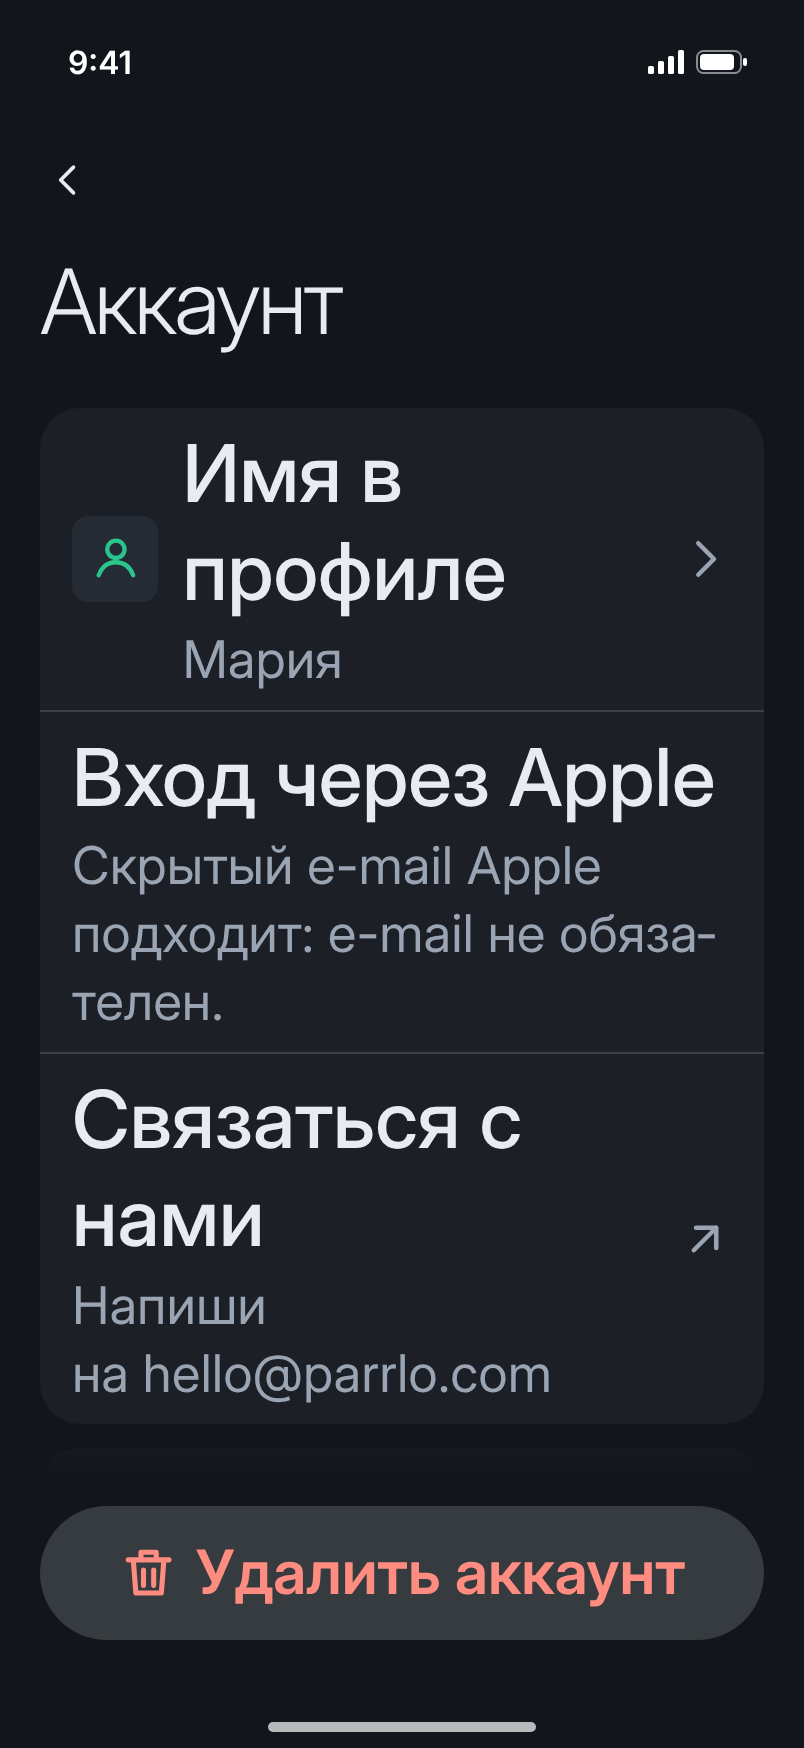 9:41
Аккаунт
Имя в
профиле
Мария
Вход через Apple
Скрытый e-mail Apple
подходит: e-mail не обяза-
телен.
Связаться с
нами
Напиши
на hello@parrlo.com
Удалить аккаунт